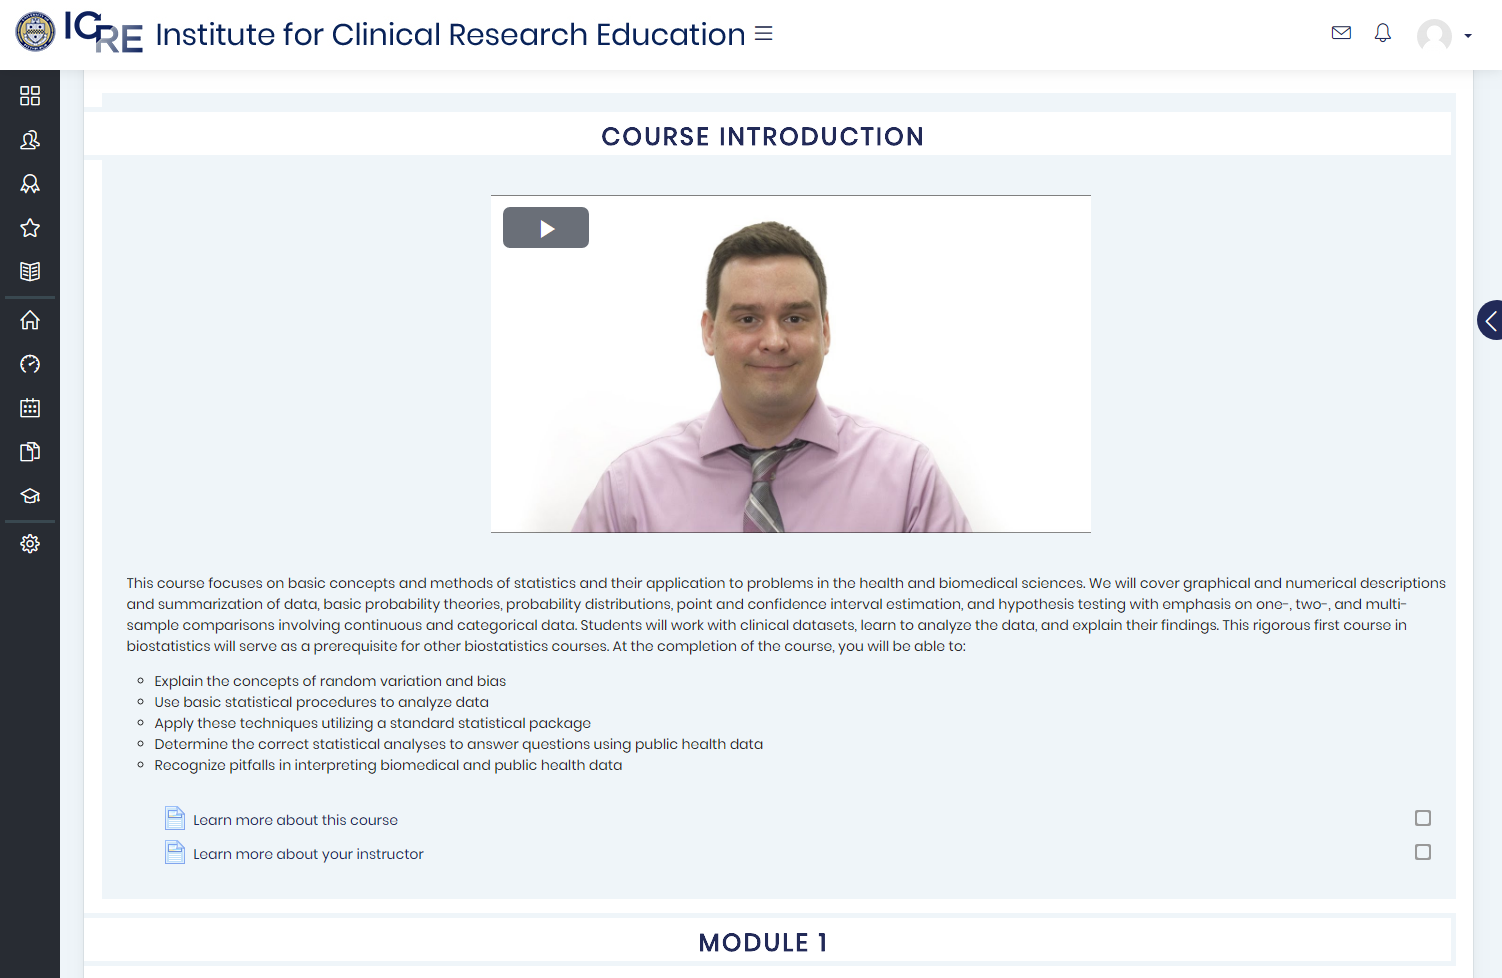 ICRE Institute for Clinical Research Education
COURSE INTRODUCTION
This course focuses on basic concepts and methods of statistics and their application to problems in the health and biomedical sciences. We will cover graphical and numerical descriptions
and summarization of data, basic probability theories, probability distributions, point and confidence interval estimation, and hypothesis testing with emphasis on one-, two-, and multi-
sample comparisons involving continuous and categorical data. Students will work with clinical datasets, learn to analyze the data, and explain their findings. This rigorous first course in
biostatistics will serve as a prerequisite for other biostatistics courses. At the completion of the course, you will be able to:
Explain the concepts of random variation and bias
Use basic statistical procedures to analyze data
Apply these techniques utilizing a standard statistical package
Determine the correct statistical analyses to answer questions using public health data
Recognize pitfalls in interpreting biomedical and public health data
Learn more about this course
Learn more about your instructor
MODULE 1